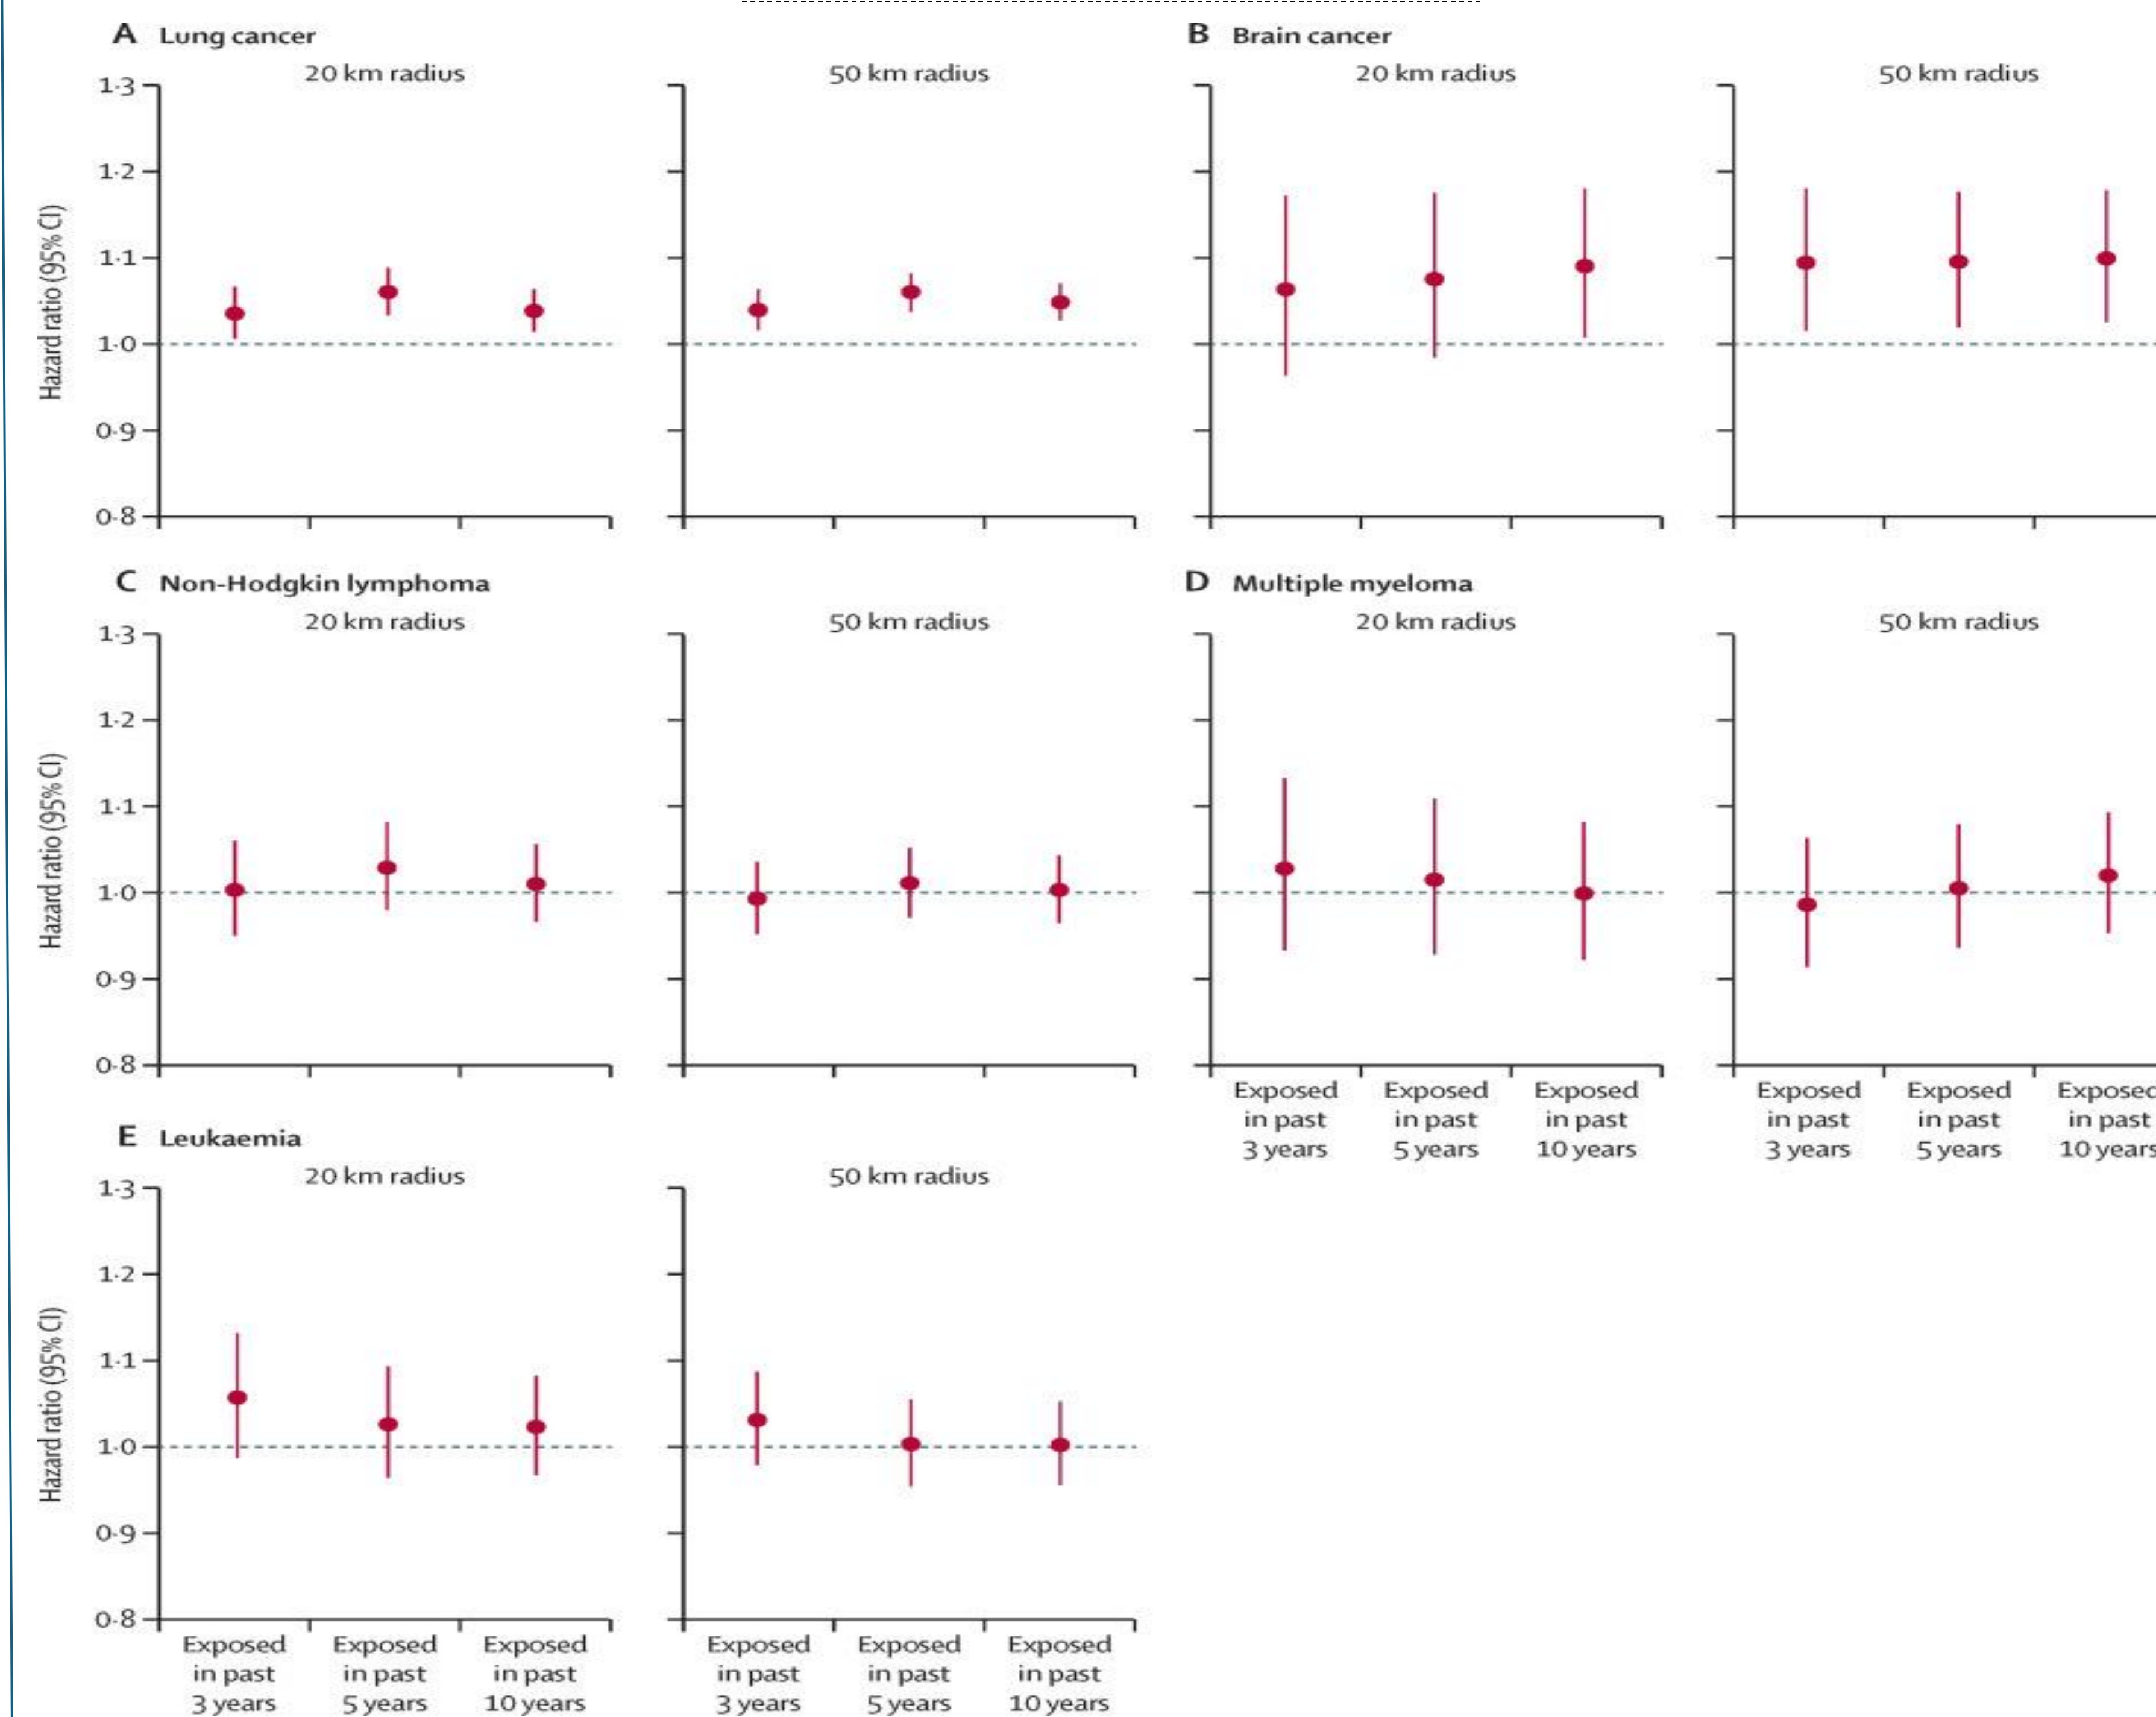 A Lung cancer
20 km radius
50 km radius
B Brain cancer
20 km radius
50 km radius
Hazard ratio (95% CI)
1·3
1·2
1·1
1·0
0·9
0·8
C Non-Hodgkin lymphoma
20 km radius
50 km radius
D Multiple myeloma
20 km radius
50 km radius
Hazard ratio (95% CI)
1·3
1·2
1·1
1·0
0·9
0·8
Exposed
in past
3 years
Exposed
in past
5 years
Exposed
in past
10 years
Exposed
in past
3 years
Exposed
in past
5 years
Exposed
in past
10 years
E Leukaemia
20 km radius
50 km radius
Hazard ratio (95% CI)
1·3
1·2
1·1
1·0
0·9
0·8
Exposed
in past
3 years
Exposed
in past
5 years
Exposed
in past
10 years
Exposed
in past
3 years
Exposed
in past
5 years
Exposed
in past
10 years